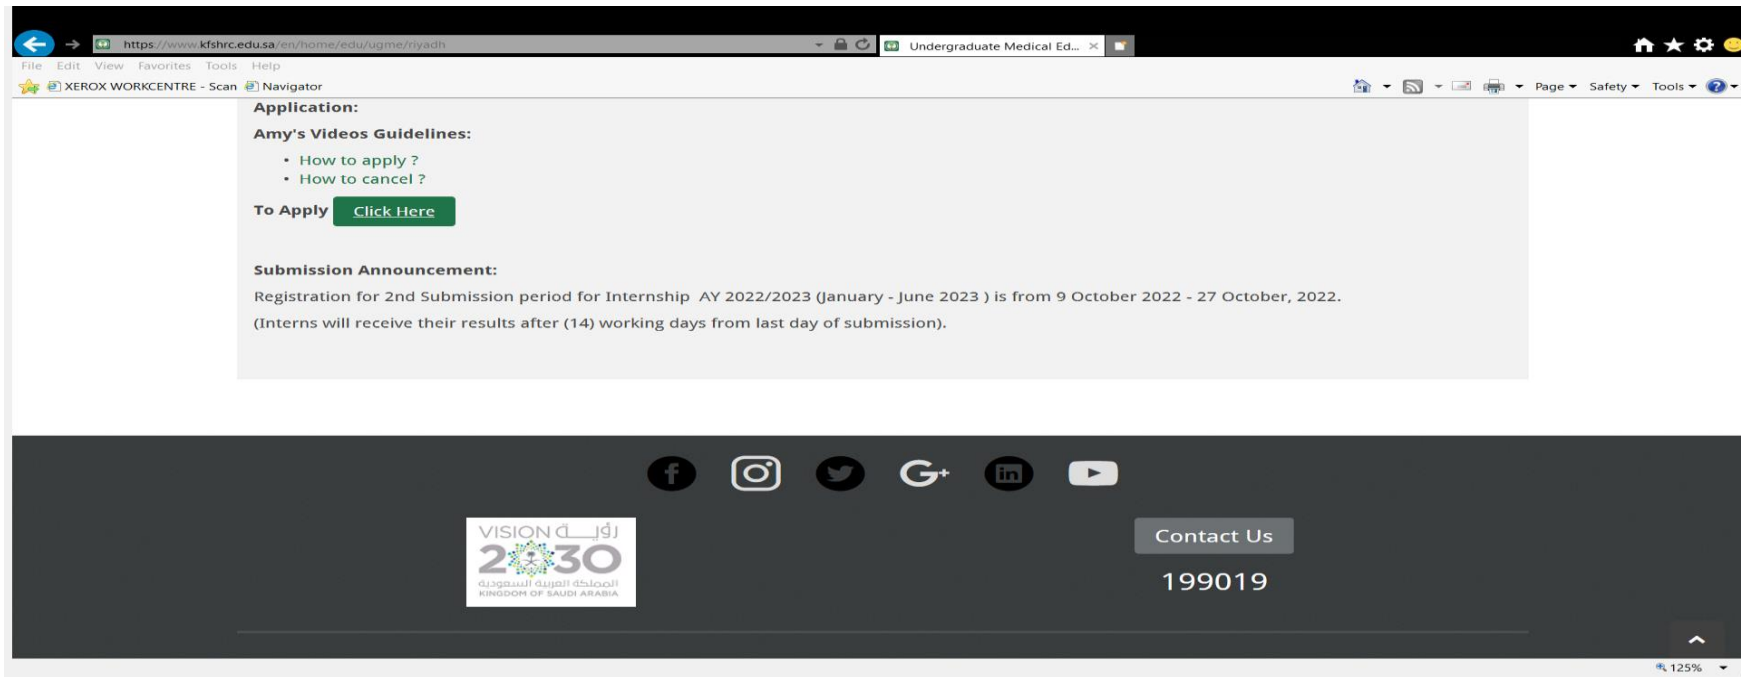 https://www.kfshrc.edu.sa/en/home/edu/ugme/riyadh
Undergraduate Medical Ed...
File Edit View Favorites Tools Help
XEROX WORKCENTRE - Scan Navigator
Page Safety Tools
Application:
Amy's Videos Guidelines:
• How to apply ?
• How to cancel ?
To Apply Click Here
Submission Announcement:
Registration for 2nd Submission period for Internship AY 2022/2023 (January - June 2023 ) is from 9 October 2022 - 27 October, 2022.
(Interns will receive their results after (14) working days from last day of submission).
VISION رؤيــة
2030
المملكة العربية السعودية
KINGDOM OF SAUDI ARABIA
Contact Us
199019
125%